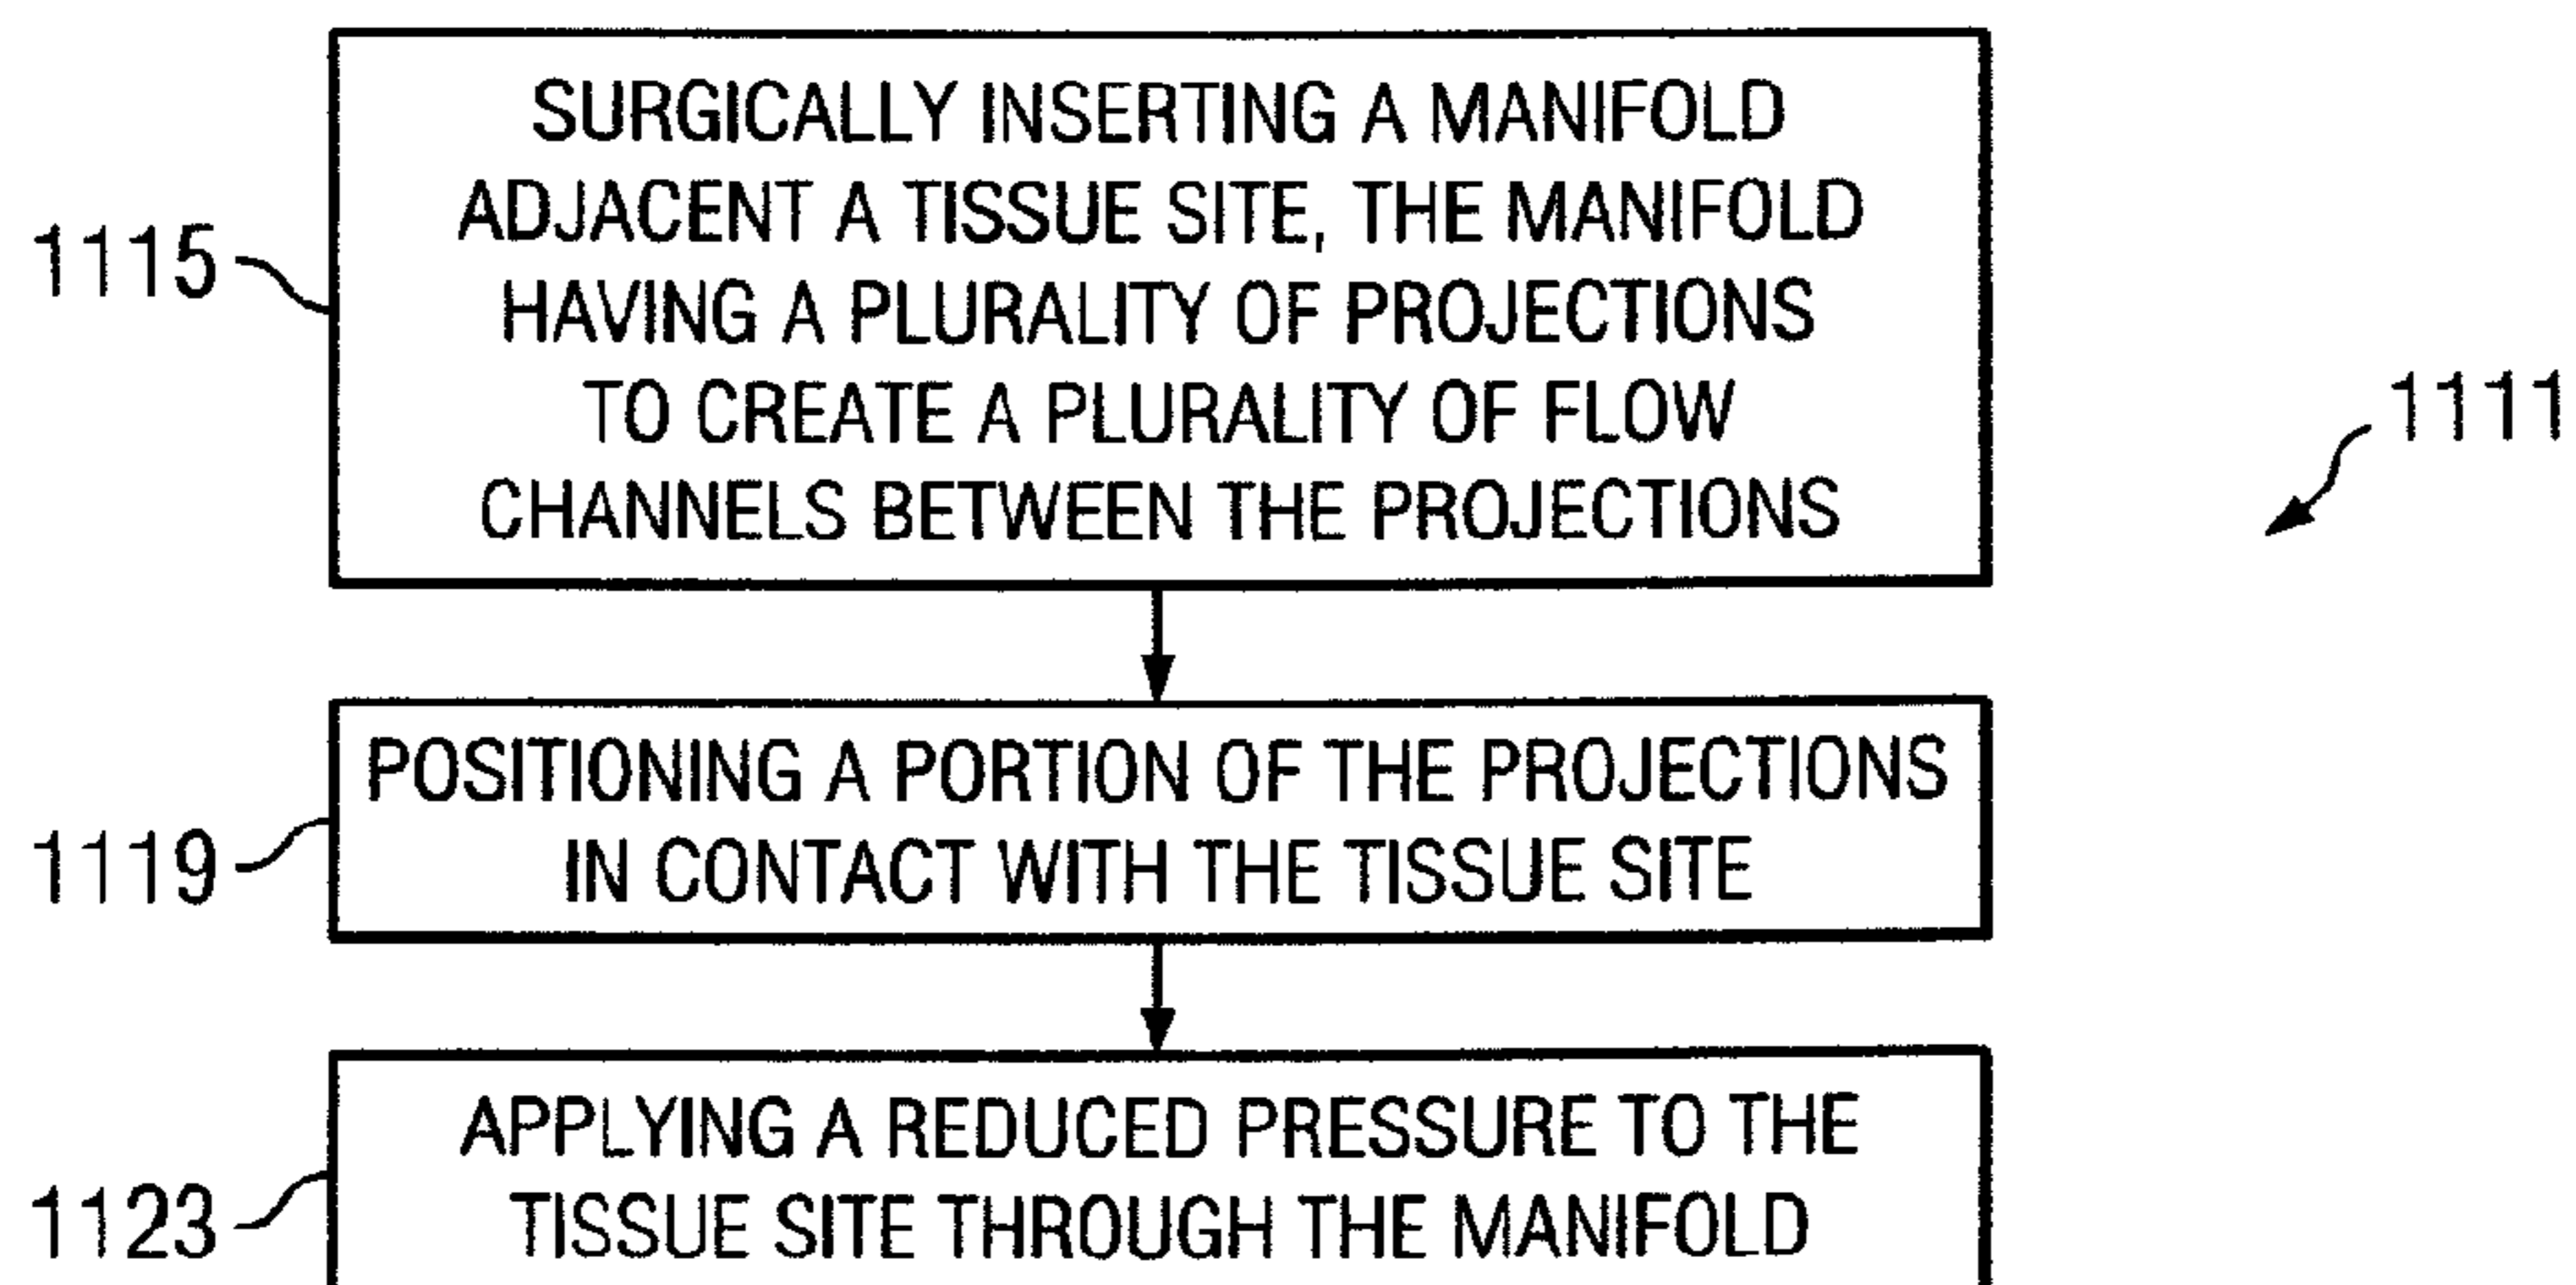 SURGICALLY INSERTING A MANIFOLD
ADJACENT A TISSUE SITE, THE MANIFOLD
HAVING A PLURALITY OF PROJECTIONS
TO CREATE A PLURALITY OF FLOW
CHANNELS BETWEEN THE PROJECTIONS
1115
1111
POSITIONING A PORTION OF THE PROJECTIONS
IN CONTACT WITH THE TISSUE SITE
1119
APPLYING A REDUCED PRESSURE TO THE
TISSUE SITE THROUGH THE MANIFOLD
1123